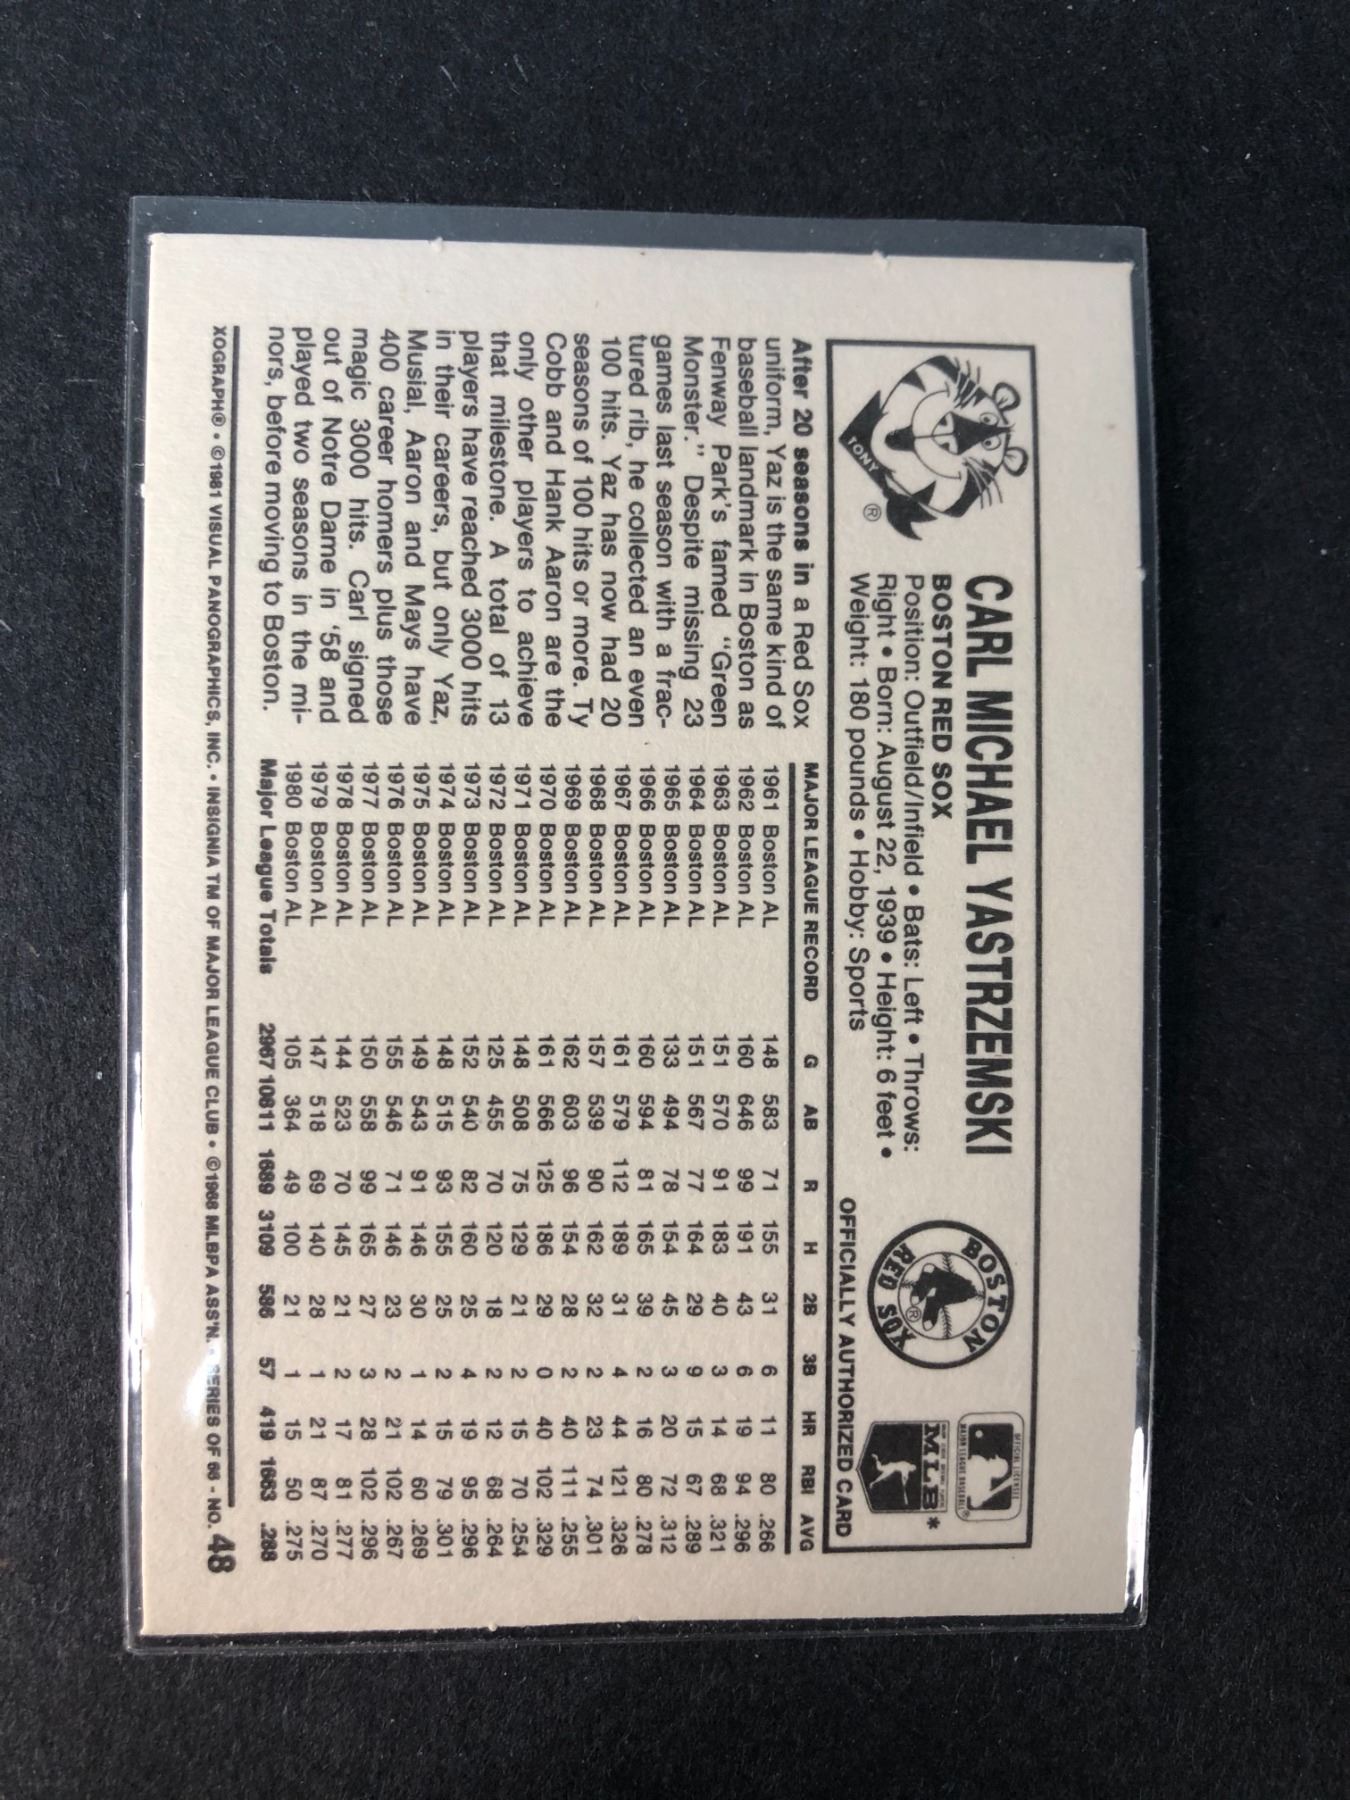 TONY ®
CARL MICHAEL YASTRZEMSKI
BOSTON RED SOX
Position: Outfield/Infield • Bats: Left • Throws:
Right • Born: August 22, 1939 • Height: 6 feet •
Weight: 180 pounds • Hobby: Sports
BOSTON RED SOX ®
OFFICIAL LICENSEE
MAJOR LEAGUE BASEBALL®
MLB *
OFFICIALLY AUTHORIZED CARD
After 20 seasons in a Red Sox
uniform, Yaz is the same kind of
baseball landmark in Boston as
Fenway Park's famed "Green
Monster." Despite missing 23
games last season with a frac-
tured rib, he collected an even
100 hits. Yaz has now had 20
seasons of 100 hits or more. Ty
Cobb and Hank Aaron are the
only other players to achieve
that milestone. A total of 13
players have reached 3000 hits
in their careers, but only Yaz,
Musial, Aaron and Mays have
400 career homers plus those
magic 3000 hits. Carl signed
out of Notre Dame in '58 and
played two seasons in the mi-
nors, before moving to Boston.
MAJOR LEAGUE RECORD G AB R H 2B 3B HR RBI AVG
1961 Boston AL 148 583 71 155 31 6 11 80 .266
1962 Boston AL 160 646 99 191 43 6 19 94 .296
1963 Boston AL 151 570 91 183 40 3 14 68 .321
1964 Boston AL 151 567 77 164 29 9 15 67 .289
1965 Boston AL 133 494 78 154 45 3 20 72 .312
1966 Boston AL 160 594 81 165 39 2 16 80 .278
1967 Boston AL 161 579 112 189 31 4 44 121 .326
1968 Boston AL 157 539 90 162 32 2 23 74 .301
1969 Boston AL 162 603 96 154 28 2 40 111 .255
1970 Boston AL 161 566 125 186 29 0 40 102 .329
1971 Boston AL 148 508 75 129 21 2 15 70 .254
1972 Boston AL 125 455 70 120 18 2 12 68 .264
1973 Boston AL 152 540 82 160 25 4 19 95 .296
1974 Boston AL 148 515 93 155 25 2 15 79 .301
1975 Boston AL 149 543 91 146 30 1 14 60 .269
1976 Boston AL 155 546 71 146 23 2 21 102 .267
1977 Boston AL 150 558 99 165 27 3 28 102 .296
1978 Boston AL 144 523 70 145 21 2 17 81 .277
1979 Boston AL 147 518 69 140 28 1 21 87 .270
1980 Boston AL 105 364 49 100 21 1 15 50 .275
Major League Totals 2967 10811 1689 3109 586 57 419 1663 .288
XOGRAPH® • ©1981 VISUAL PANOGRAPHICS, INC. • INSIGNIA TM OF MAJOR LEAGUE CLUB • ©1968 MLBPA ASS'N. • SERIES OF 66 - NO. 48